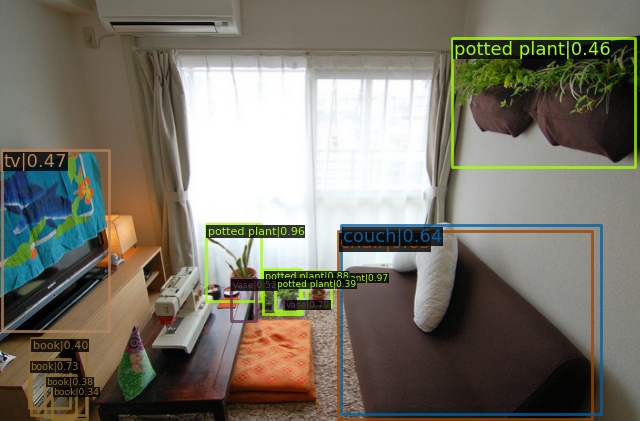 potted plant|0.46
tv|0.47
potted plant|0.96
couch|0.64
potted plant|0.88
ant|0.97
potted plant|0.39
vase|0.52
vase|0.79
book|0.40
book|0.73
book|0.38
book|0.34